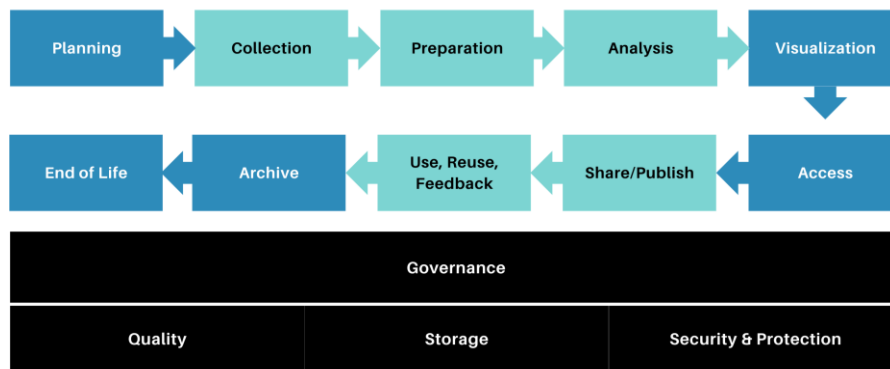 Planning
Collection
Preparation
Analysis
Visualization
End of Life
Archive
Use, Reuse,
Feedback
Share/Publish
Access
Governance
Quality
Storage
Security & Protection